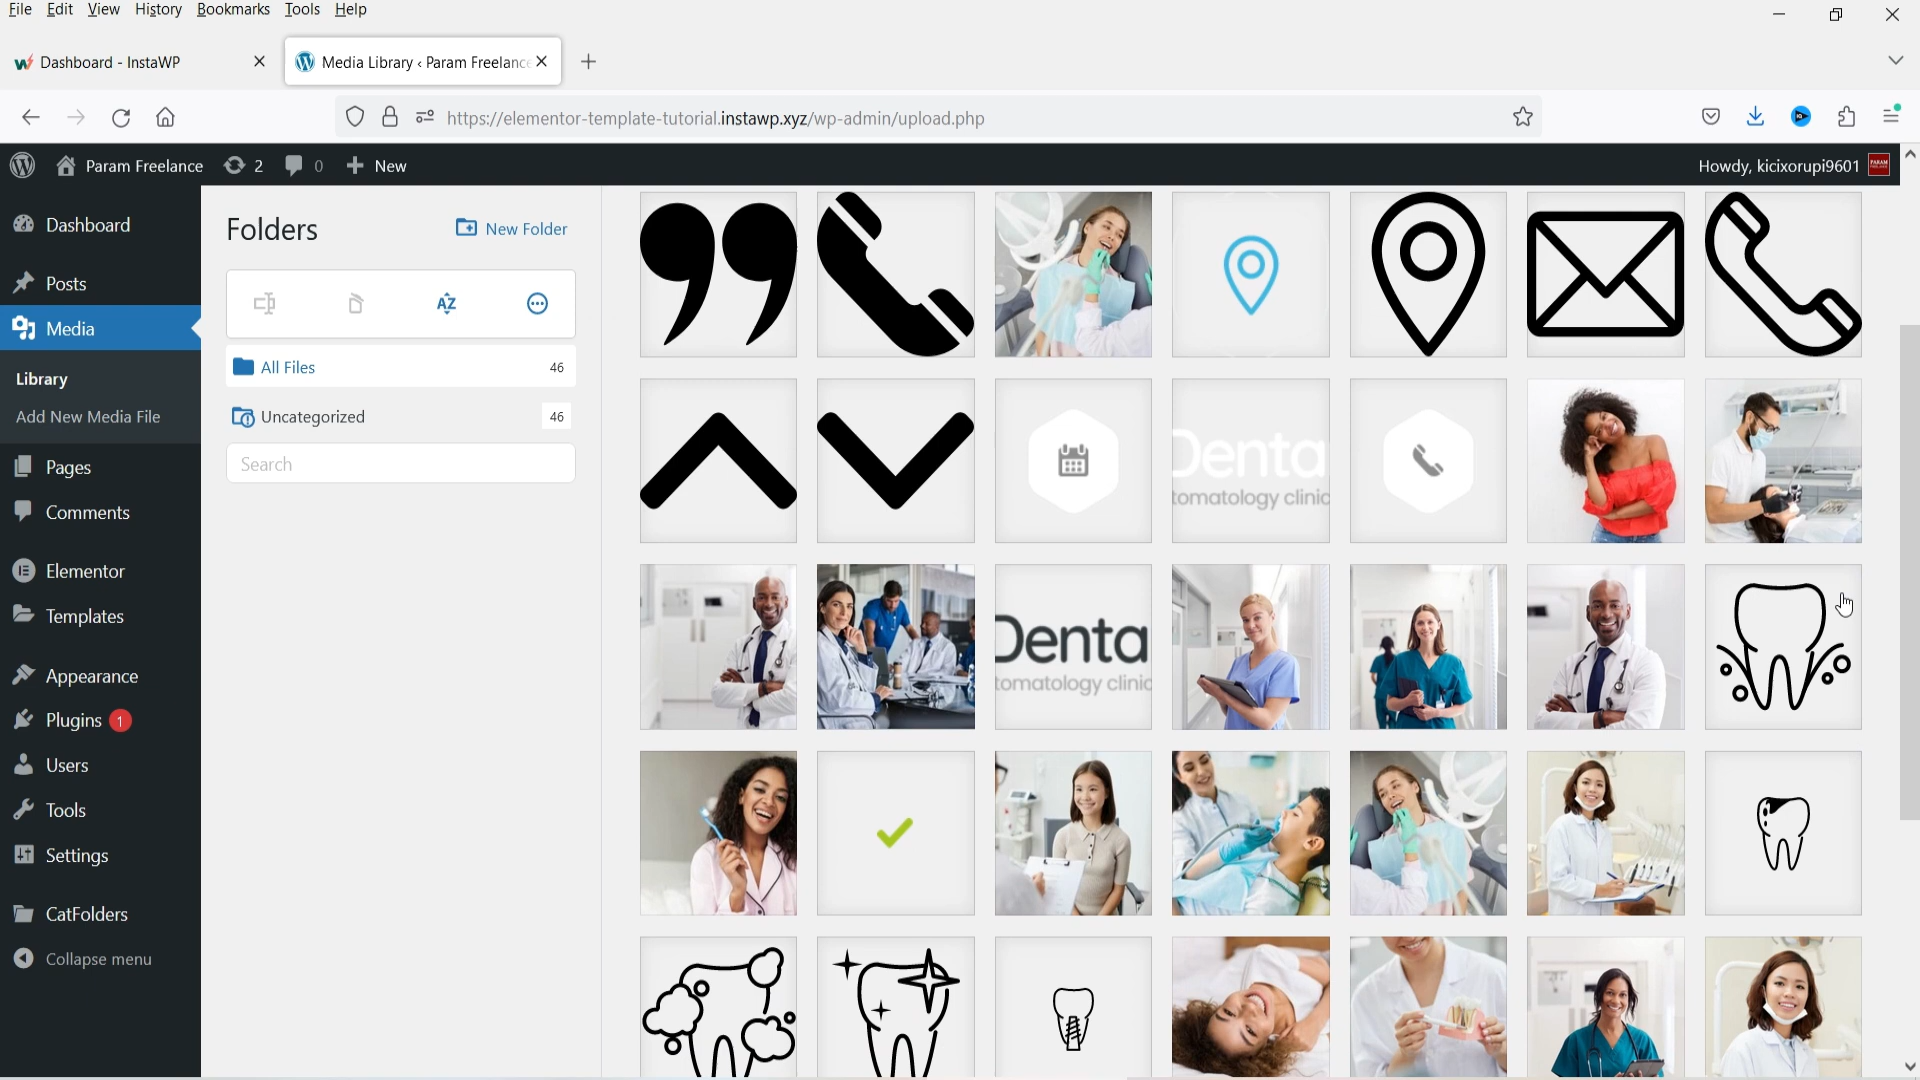 File Edit View History Bookmarks Tools Help
Dashboard - InstaWP
Media Library ‹ Param Freelance
https://elementor-template-tutorial.instawp.xyz/wp-admin/upload.php
Param Freelance 2 0 New
Howdy, kicixorupi9601
Dashboard
Posts
Media
Library
Add New Media File
Pages
Comments
Elementor
Templates
Appearance
Plugins 1
Users
Tools
Settings
CatFolders
Collapse menu
Folders
New Folder
AZ
All Files 46
Uncategorized 46
Search
Denta
tomatology clinic
Denta
tomatology clinic